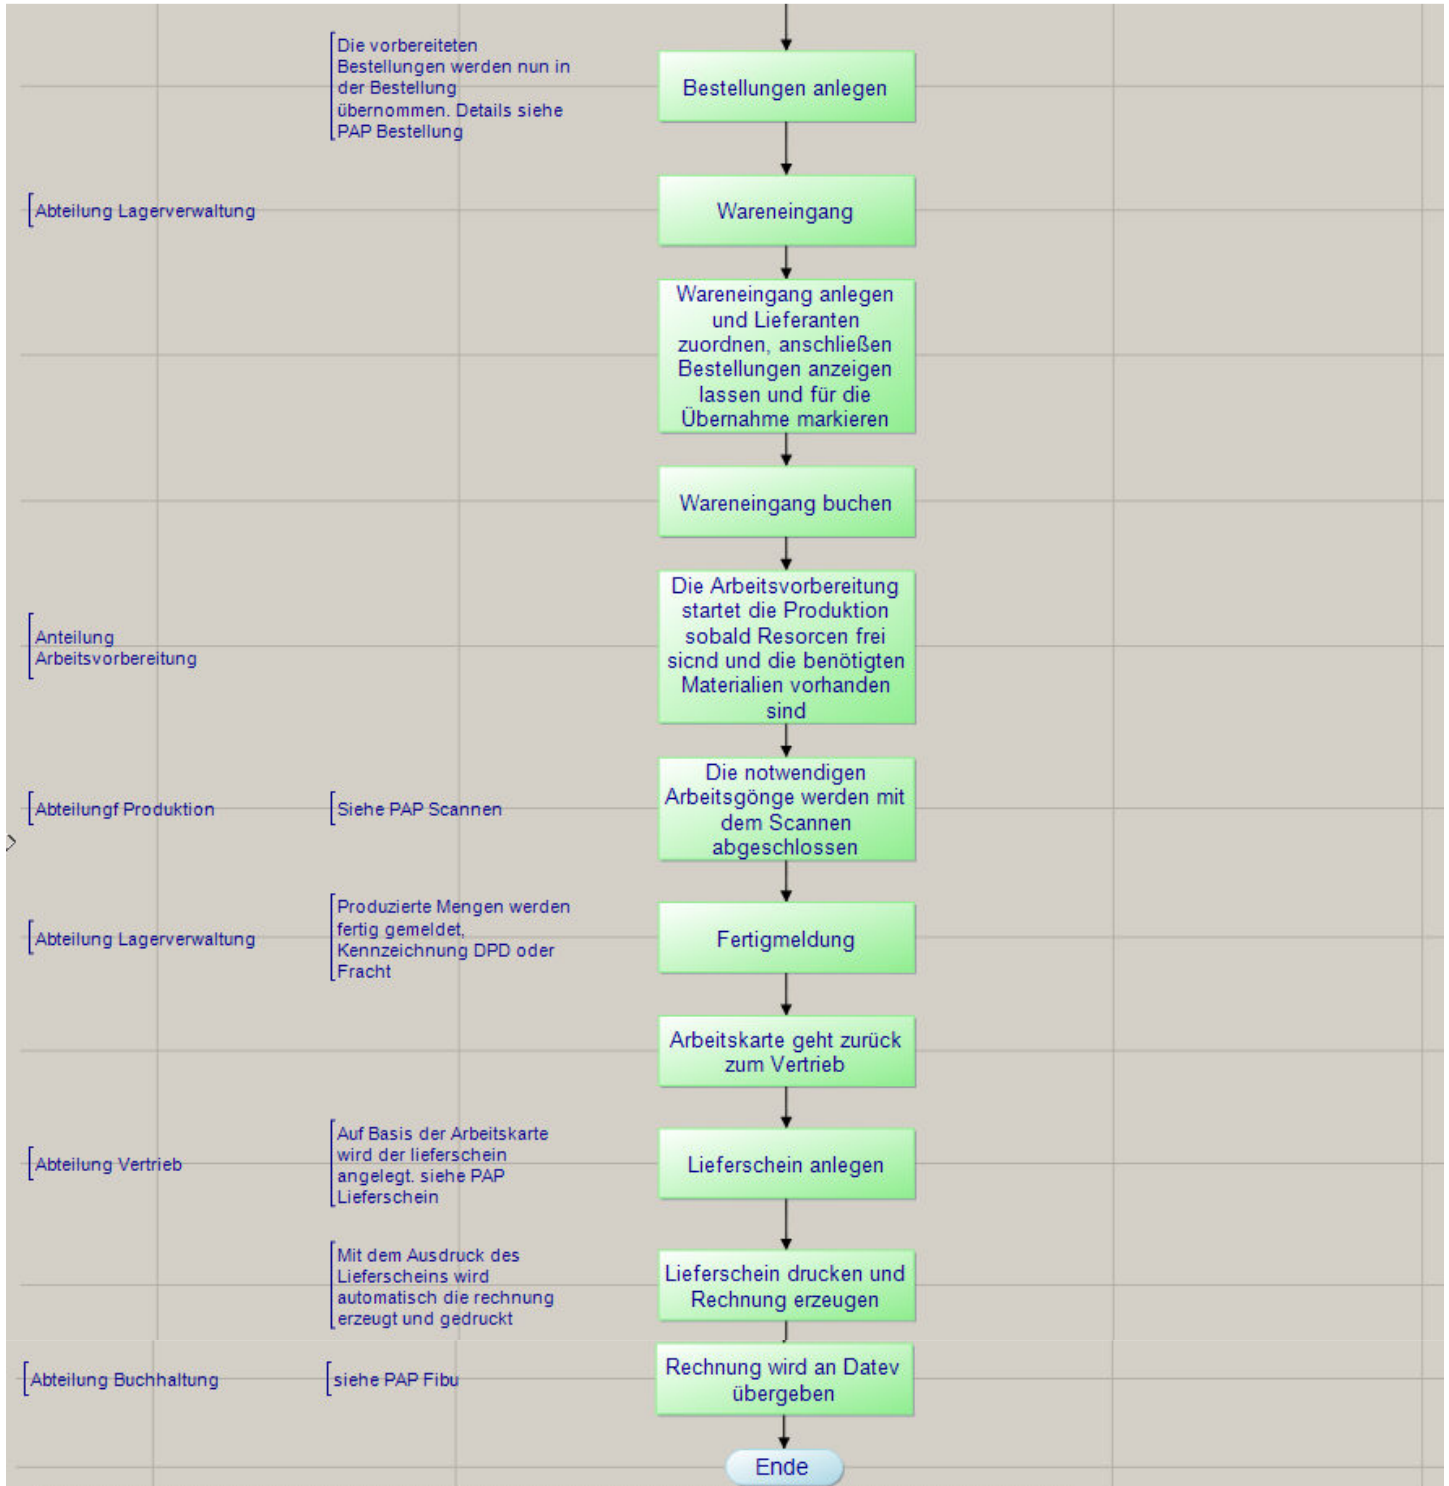 Die vorbereiteten
Bestellungen werden nun in
der Bestellung
übernommen. Details siehe
PAP Bestellung
Bestellungen anlegen
Abteilung Lagerverwaltung
Wareneingang
Wareneingang anlegen
und Lieferanten
zuordnen, anschließen
Bestellungen anzeigen
lassen und für die
Übernahme markieren
Wareneingang buchen
Anteilung
Arbeitsvorbereitung
Die Arbeitsvorbereitung
startet die Produktion
sobald Resorcen frei
sicnd und die benötigten
Materialien vorhanden
sind
Abteilungf Produktion
Siehe PAP Scannen
Die notwendigen
Arbeitsgönge werden mit
dem Scannen
abgeschlossen
Abteilung Lagerverwaltung
Produzierte Mengen werden
fertig gemeldet,
Kennzeichnung DPD oder
Fracht
Fertigmeldung
Arbeitskarte geht zurück
zum Vertrieb
Abteilung Vertrieb
Auf Basis der Arbeitskarte
wird der lieferschein
angelegt. siehe PAP
Lieferschein
Lieferschein anlegen
Mit dem Ausdruck des
Lieferscheins wird
automatisch die rechnung
erzeugt und gedruckt
Lieferschein drucken und
Rechnung erzeugen
Abteilung Buchhaltung
siehe PAP Fibu
Rechnung wird an Datev
übergeben
Ende